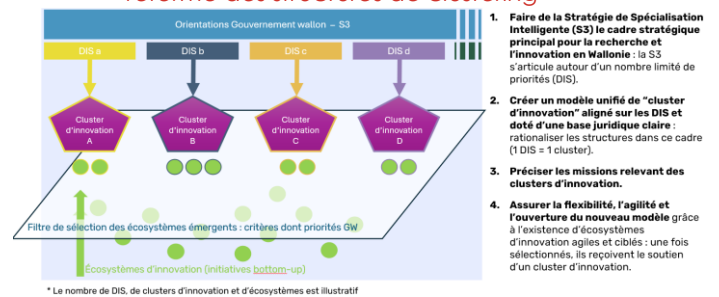 réforme des structures de clustering
Orientations Gouvernement wallon – S3
DIS a
DIS b
DIS c
DIS d
Cluster
d'innovation
A
Cluster
d'innovation
B
Cluster
d'innovation
C
Cluster
d'innovation
D
Filtre de sélection des écosystèmes émergents : critères dont priorités GW
Écosystèmes d'innovation (initiatives bottom-up)
* Le nombre de DIS, de clusters d'innovation et d'écosystèmes est illustratif
1. Faire de la Stratégie de Spécialisation
Intelligente (S3) le cadre stratégique
principal pour la recherche et
l'innovation en Wallonie : la S3
s'articule autour d'un nombre limité de
priorités (DIS).
2. Créer un modèle unifié de “cluster
d'innovation” aligné sur les DIS et
doté d'une base juridique claire :
rationaliser les structures dans ce cadre
(1 DIS = 1 cluster).
3. Préciser les missions relevant des
clusters d'innovation.
4. Assurer la flexibilité, l'agilité et
l'ouverture du nouveau modèle grâce
à l'existence d'écosystèmes
d'innovation agiles et ciblés : une fois
sélectionnés, ils reçoivent le soutien
d'un cluster d'innovation.